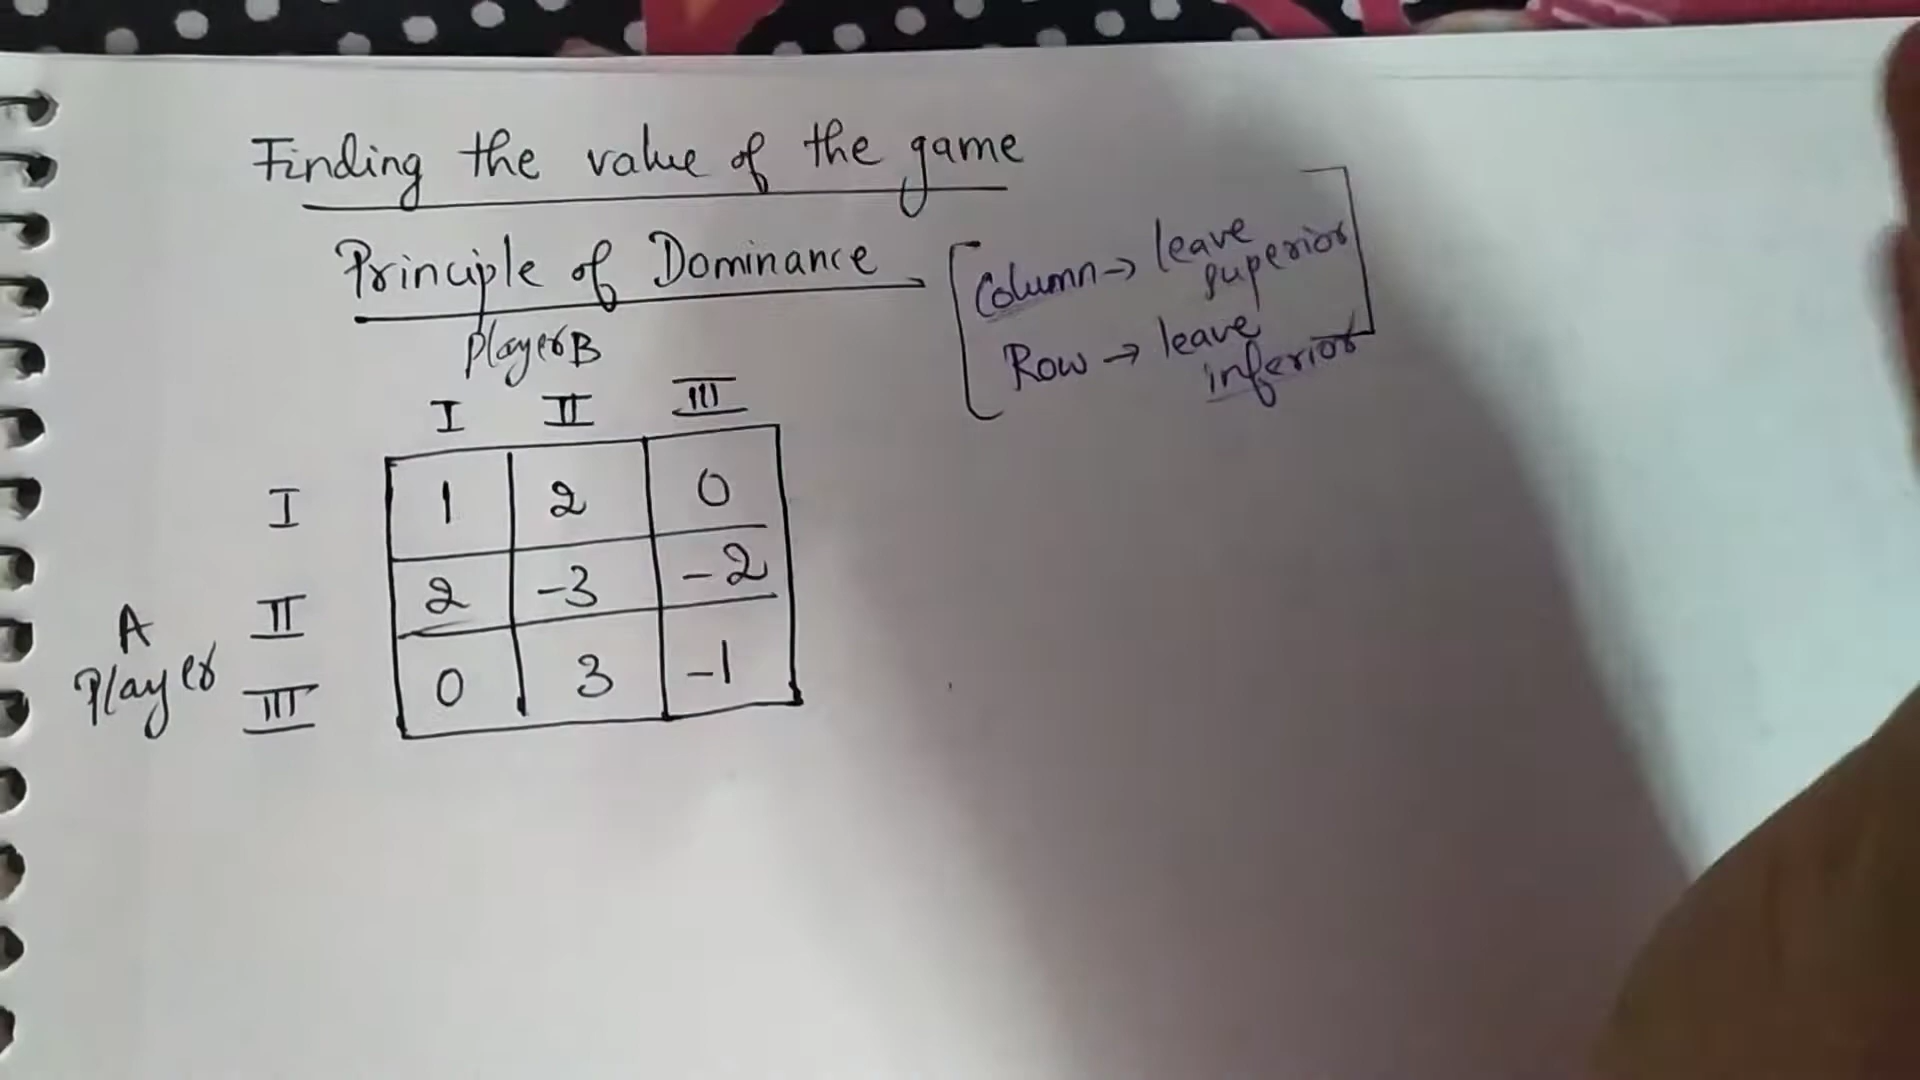 Finding the value of the game
Principle of Dominance
Column → leave superior
Row → leave inferior
Player B
I II III
I 1 2 0
II 2 -3 -2
III 0 3 -1
A
Player